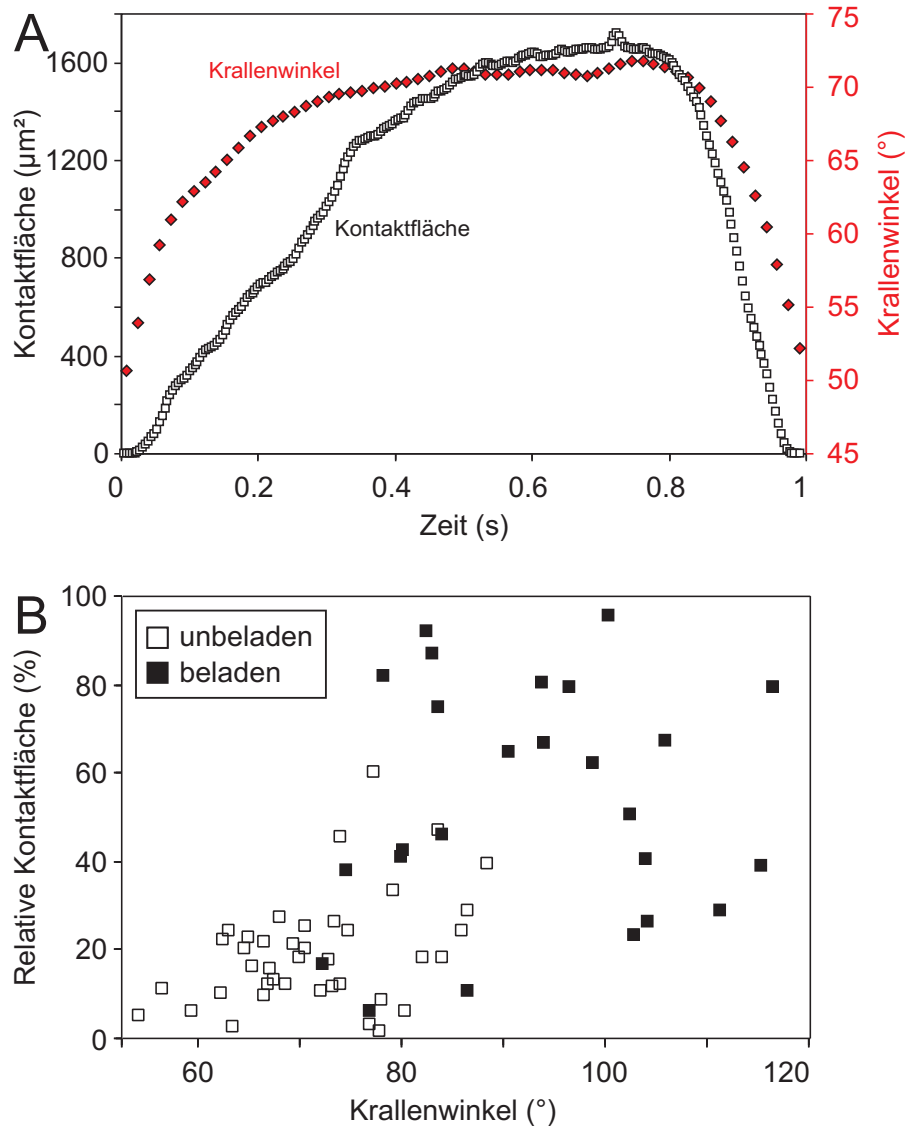 A
Kontaktfläche (µm²)
1600
1200
800
400
0
Krallenwinkel
Kontaktfläche
75
70
65
60
55
50
45
Krallenwinkel (°)
0 0.2 0.4 0.6 0.8 1
Zeit (s)
B
Relative Kontaktfläche (%)
100
80
60
40
20
0
unbeladen
beladen
60 80 100 120
Krallenwinkel (°)